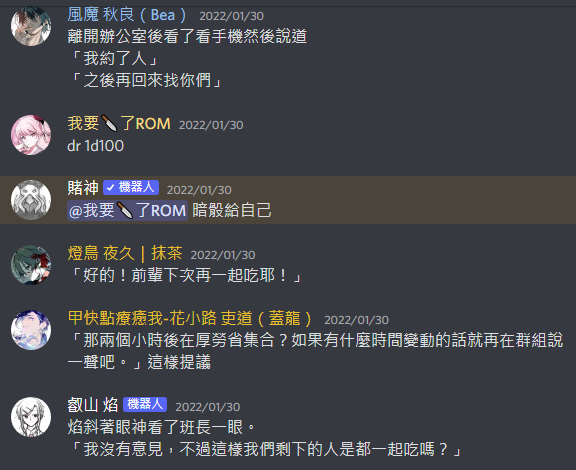 風魔 秋良（Bea） 2022/01/30
離開辦公室後看了看手機然後說道
「我約了人」
「之後再回來找你們」
我要🔪了ROM 2022/01/30
dr 1d100
賭神 ✓ 機器人 2022/01/30
@我要🔪了ROM 暗骰給自己
燈鳥 夜久 | 抹茶 2022/01/30
「好的！前輩下次再一起吃耶！」
甲快點療癒我-花小路 吏道（蓋龍） 2022/01/30
「那兩個小時後在厚勞省集合？如果有什麼時間變動的話就再在群組說
一聲吧。」這樣提議
叡山 焰 機器人 2022/01/30
焰斜著眼神看了班長一眼。
「我沒有意見，不過這樣我們剩下的人是都一起吃嗎？」